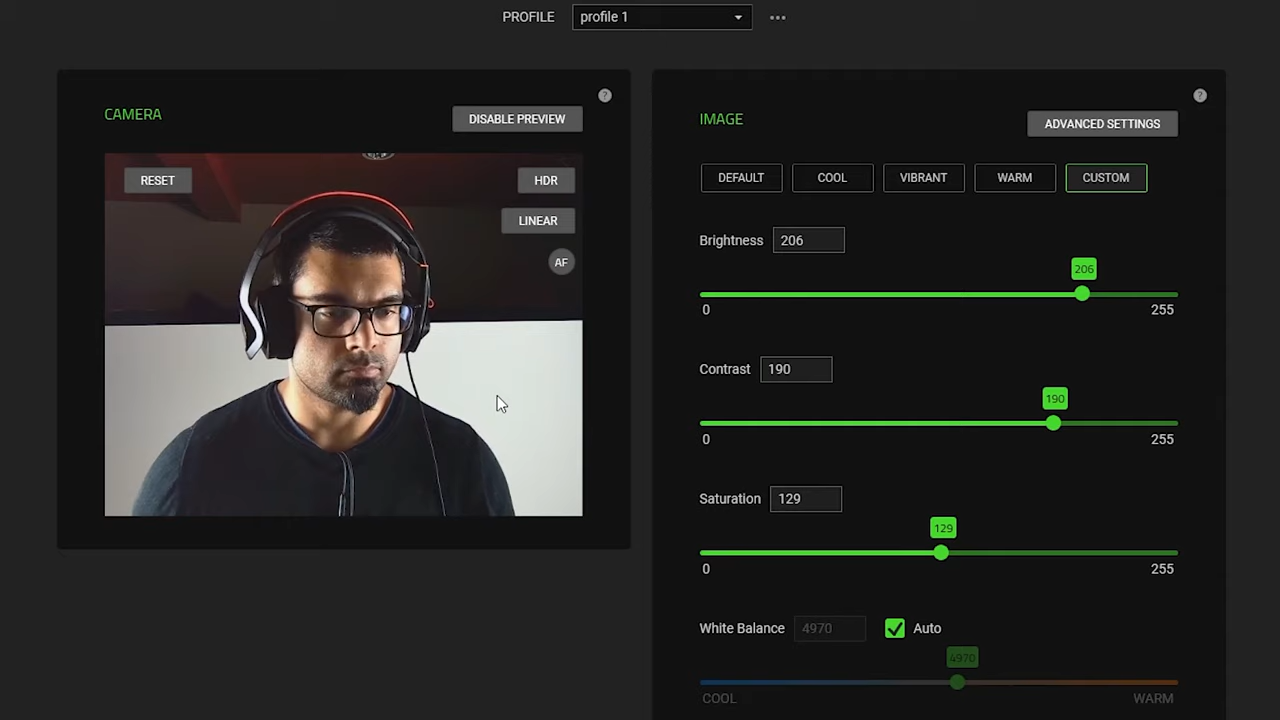 PROFILE profile 1
?
CAMERA
DISABLE PREVIEW
RESET
HDR
LINEAR
AF
?
IMAGE
ADVANCED SETTINGS
DEFAULT COOL VIBRANT WARM CUSTOM
Brightness 206
206
0 255
Contrast 190
190
0 255
Saturation 129
129
0 255
White Balance 4970 Auto
4970
COOL WARM